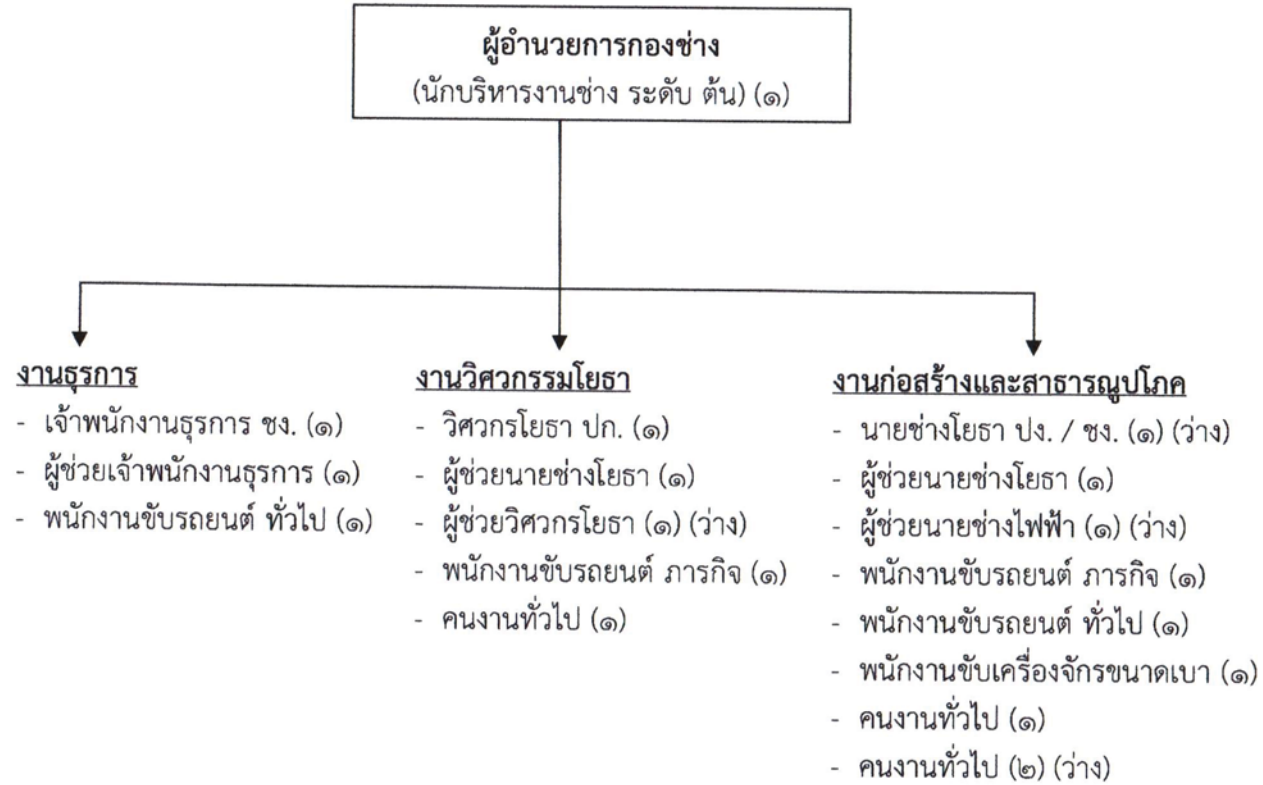 ผู้อำนวยการกองช่าง
(นักบริหารงานช่าง ระดับ ต้น) (๑)
งานธุรการ
- เจ้าพนักงานธุรการ ชง. (๑)
- ผู้ช่วยเจ้าพนักงานธุรการ (๑)
- พนักงานขับรถยนต์ ทั่วไป (๑)
งานวิศวกรรมโยธา
- วิศวกรโยธา ปก. (๑)
- ผู้ช่วยนายช่างโยธา (๑)
- ผู้ช่วยวิศวกรโยธา (๑) (ว่าง)
- พนักงานขับรถยนต์ ภารกิจ (๑)
- คนงานทั่วไป (๑)
งานก่อสร้างและสาธารณูปโภค
- นายช่างโยธา ปง. / ชง. (๑) (ว่าง)
- ผู้ช่วยนายช่างโยธา (๑)
- ผู้ช่วยนายช่างไฟฟ้า (๑) (ว่าง)
- พนักงานขับรถยนต์ ภารกิจ (๑)
- พนักงานขับรถยนต์ ทั่วไป (๑)
- พนักงานขับเครื่องจักรขนาดเบา (๑)
- คนงานทั่วไป (๑)
- คนงานทั่วไป (๒) (ว่าง)